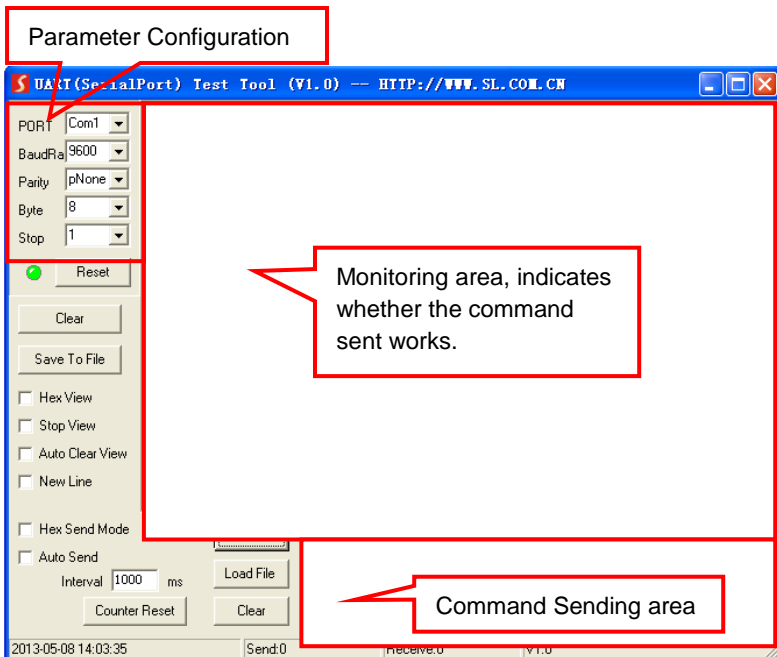 Parameter Configuration
UART(SerialPort) Test Tool (V1.0) -- HTTP://WWW.SL.COM.CN
PORT Com1
BaudRa 9600
Parity pNone
Byte 8
Stop 1
Reset
Monitoring area, indicates
whether the command
sent works.
Clear
Save To File
Hex View
Stop View
Auto Clear View
New Line
Hex Send Mode
Auto Send
Interval 1000 ms
Load File
Counter Reset
Clear
Command Sending area
2013-05-08 14:03:35
Send:0
Receive:0
V1.0